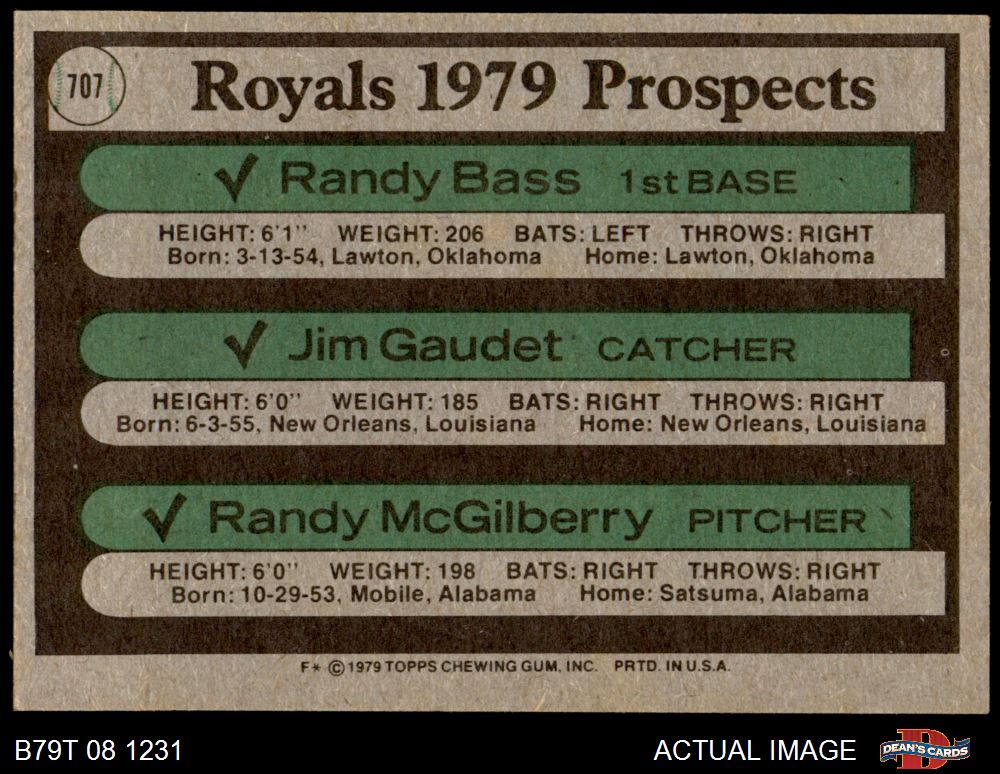 707
Royals 1979 Prospects
✓ Randy Bass 1st BASE
HEIGHT: 6'1" WEIGHT: 206 BATS: LEFT THROWS: RIGHT
Born: 3-13-54, Lawton, Oklahoma Home: Lawton, Oklahoma
✓ Jim Gaudet CATCHER
HEIGHT: 6'0" WEIGHT: 185 BATS: RIGHT THROWS: RIGHT
Born: 6-3-55, New Orleans, Louisiana Home: New Orleans, Louisiana
✓ Randy McGilberry PITCHER
HEIGHT: 6'0" WEIGHT: 198 BATS: RIGHT THROWS: RIGHT
Born: 10-29-53, Mobile, Alabama Home: Satsuma, Alabama
F* © 1979 TOPPS CHEWING GUM, INC. PRTD. IN U.S.A.
B79T 08 1231 ACTUAL IMAGE D DEAN'S CARDS